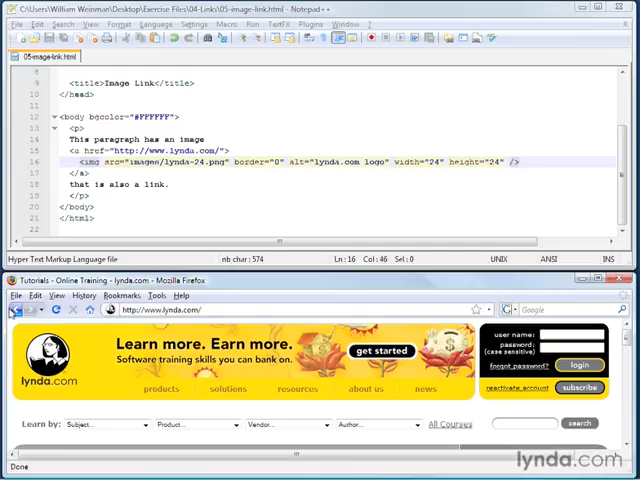 C:\Users\William Weinman\Desktop\Exercise Files\04-Links\05-image-link.html - Notepad++
File Edit Search View Format Language Settings Macro Run TextFX Plugins Window ?
05-image-link.html
8
9 <title>Image Link</title>
10 </head>
11
12 <body bgcolor="#FFFFFF">
13 <p>
14 This paragraph has an image
15 <a href="http://www.lynda.com/">
16 <img src="images/lynda-24.png" border="0" alt="lynda.com logo" width="24" height="24" />
17 </a>
18 that is also a link.
19 </p>
20 </body>
21 </html>
22
Hyper Text Markup Language file nb char : 574 Ln : 16 Col : 46 Sel : 0 UNIX ANSI INS
Tutorials - Online Training - lynda.com - Mozilla Firefox
File Edit View History Bookmarks Tools Help
http://www.lynda.com/ Google
Learn more. Earn more.
Software training skills you can bank on.
get started
user name:
password:
(case sensitive)
forgot password? login
lynda.com
products solutions resources about us news
reactivate account subscribe
Learn by: Subject... Product... Vendor... Author... All Courses search
Done
lynda.com